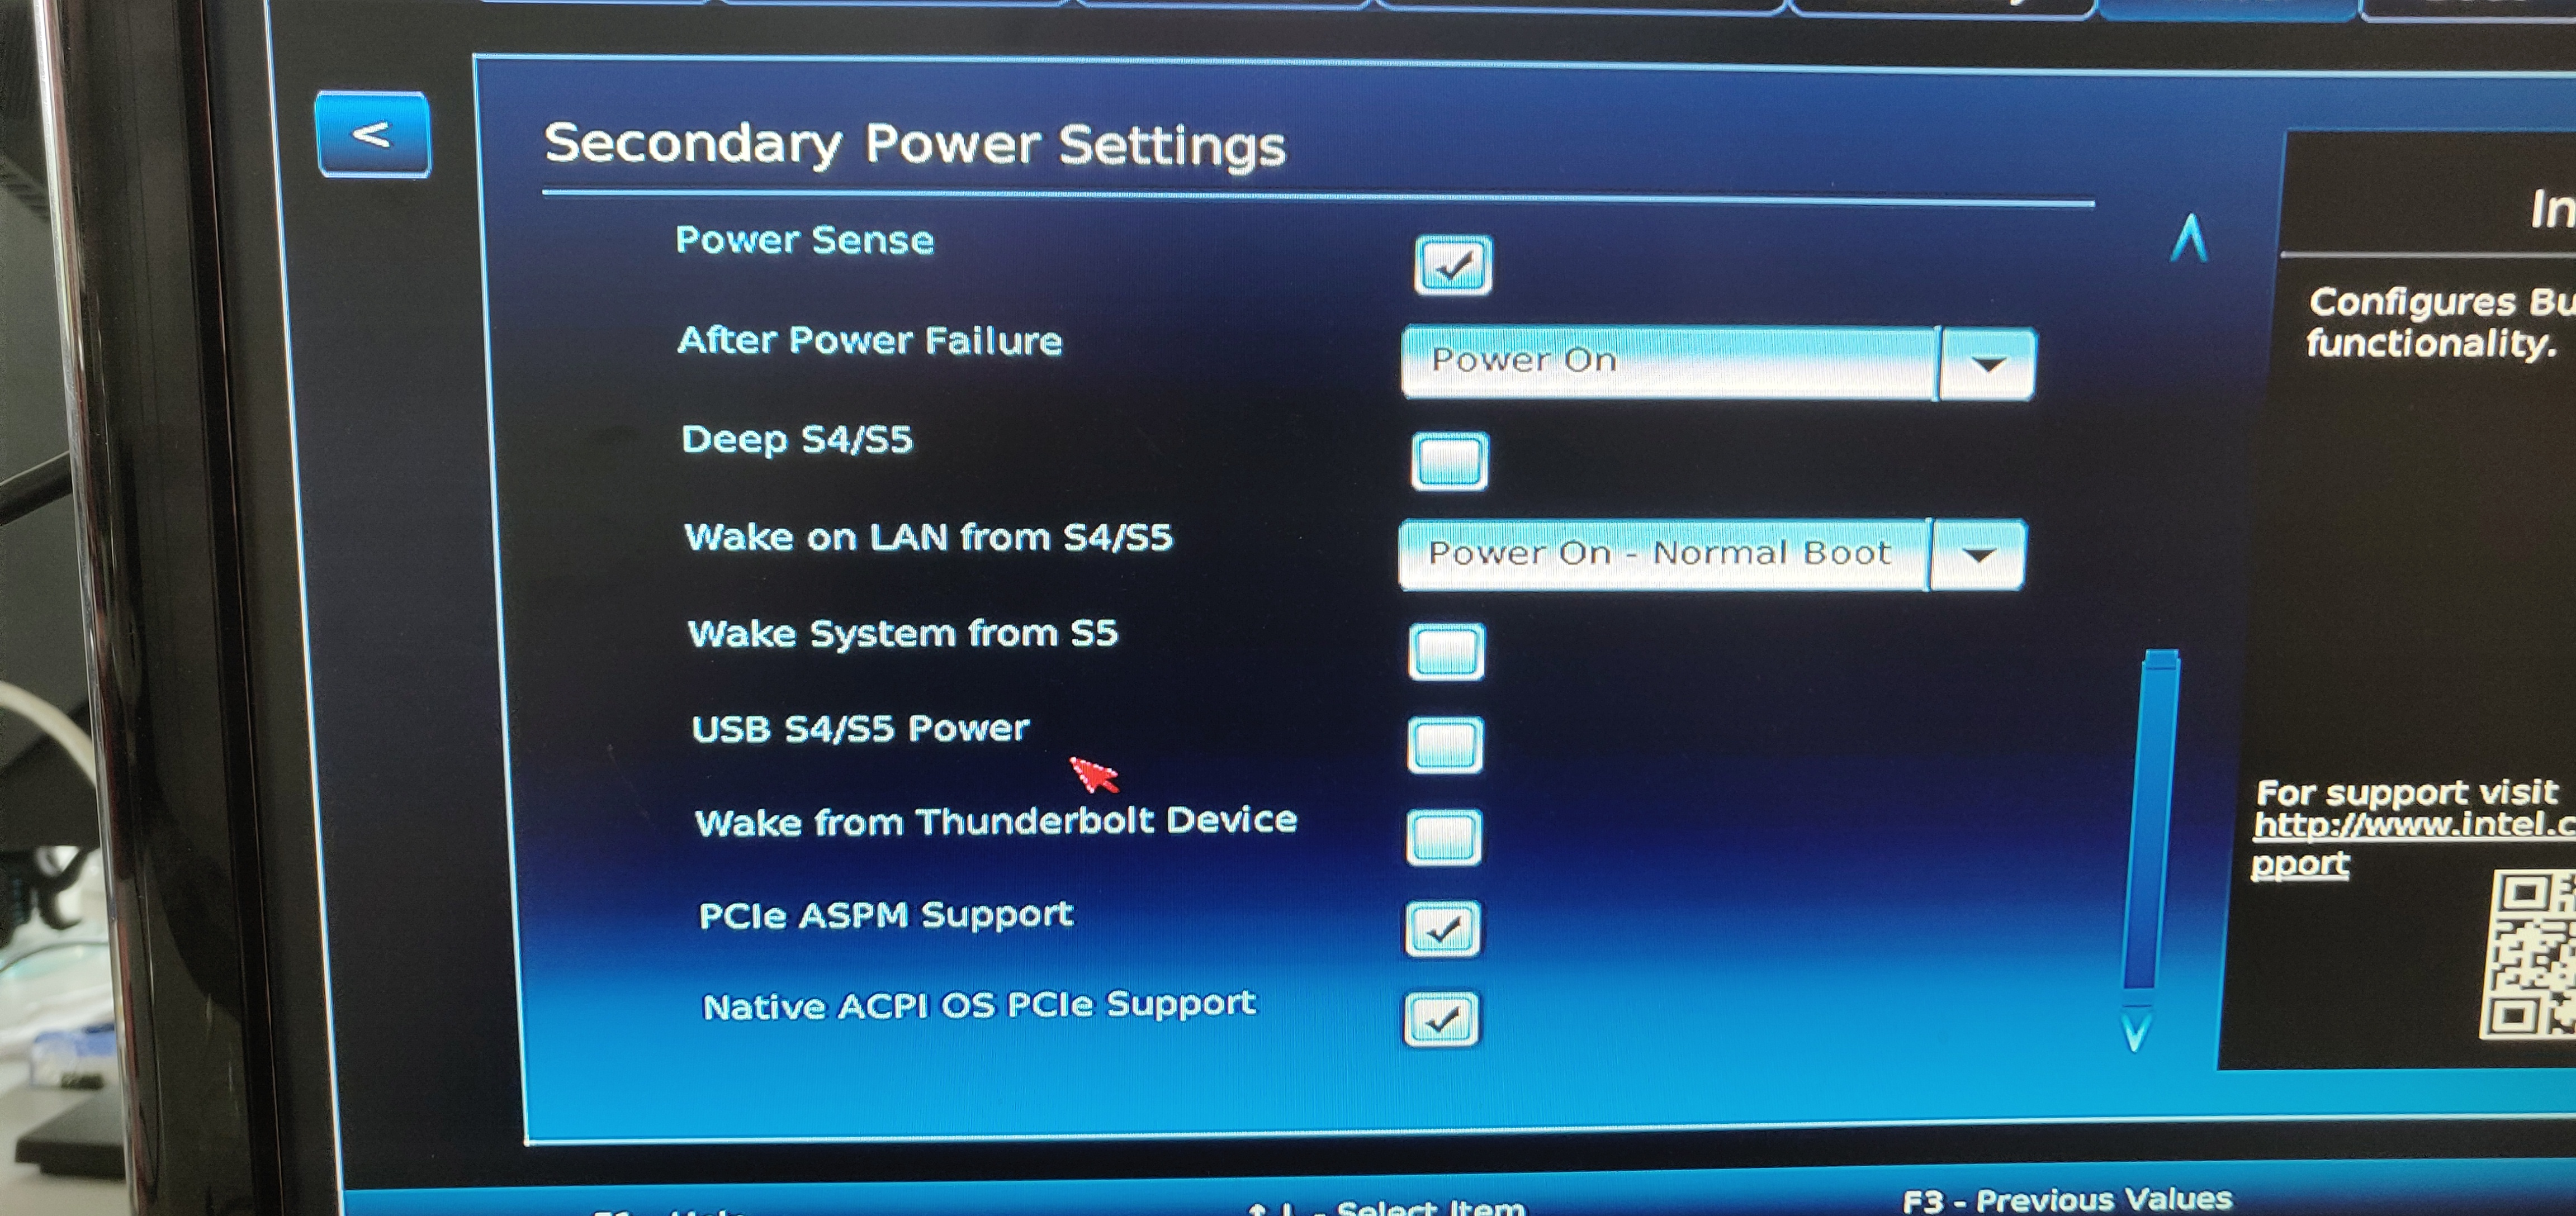 <
Secondary Power Settings
Power Sense
After Power Failure
Power On
Deep S4/S5
Wake on LAN from S4/S5
Power On - Normal Boot
Wake System from S5
USB S4/S5 Power
Wake from Thunderbolt Device
PCIe ASPM Support
Native ACPI OS PCIe Support
In
Configures Bu
functionality.
For support visit
http://www.intel.c
pport
- Select Item
F3 - Previous Values